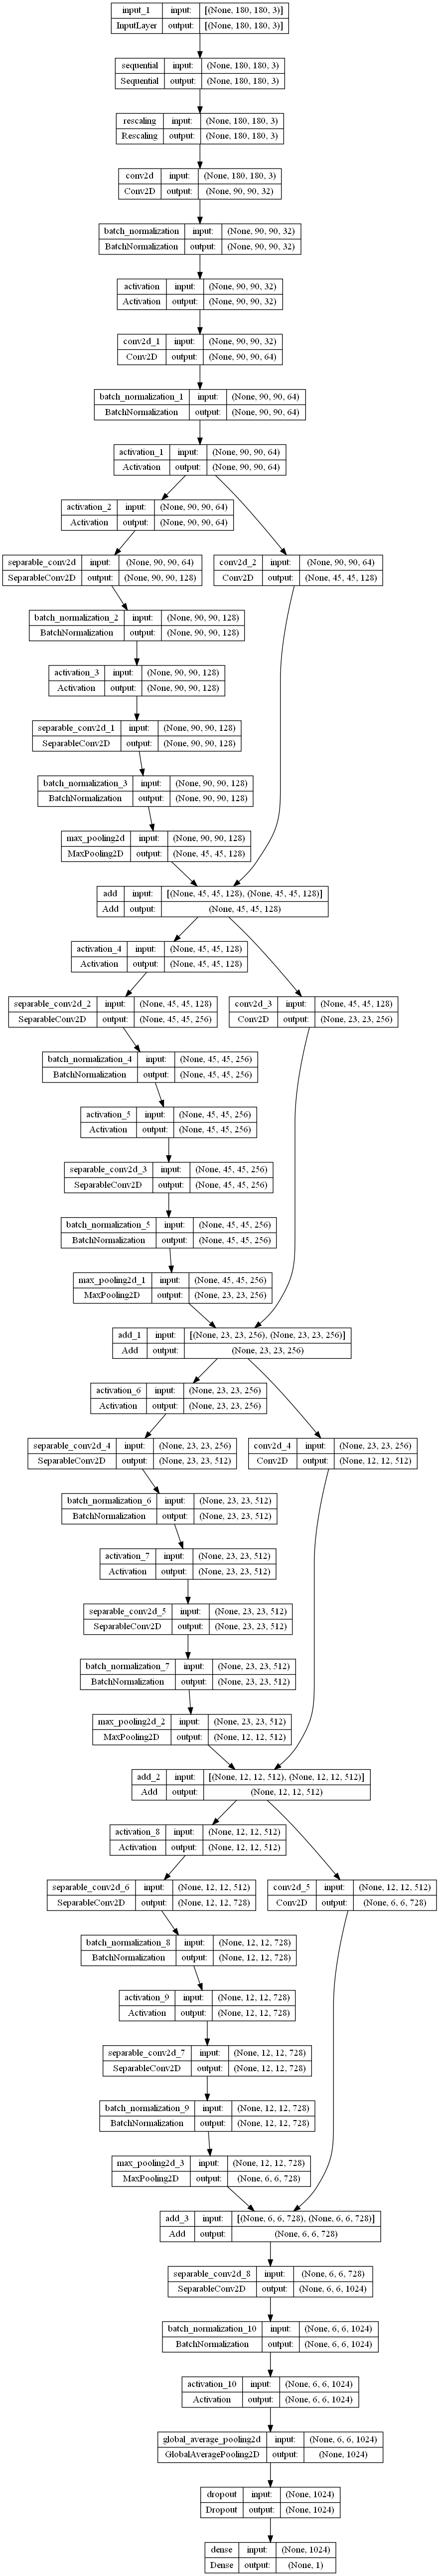 input_1 input: [(None, 180, 180, 3)]
InputLayer output: [(None, 180, 180, 3)]
sequential input: (None, 180, 180, 3)
Sequential output: (None, 180, 180, 3)
rescaling input: (None, 180, 180, 3)
Rescaling output: (None, 180, 180, 3)
conv2d input: (None, 180, 180, 3)
Conv2D output: (None, 90, 90, 32)
batch_normalization input: (None, 90, 90, 32)
BatchNormalization output: (None, 90, 90, 32)
activation input: (None, 90, 90, 32)
Activation output: (None, 90, 90, 32)
conv2d_1 input: (None, 90, 90, 32)
Conv2D output: (None, 90, 90, 64)
batch_normalization_1 input: (None, 90, 90, 64)
BatchNormalization output: (None, 90, 90, 64)
activation_1 input: (None, 90, 90, 64)
Activation output: (None, 90, 90, 64)
activation_2 input: (None, 90, 90, 64)
Activation output: (None, 90, 90, 64)
separable_conv2d input: (None, 90, 90, 64)
SeparableConv2D output: (None, 90, 90, 128)
conv2d_2 input: (None, 90, 90, 64)
Conv2D output: (None, 45, 45, 128)
batch_normalization_2 input: (None, 90, 90, 128)
BatchNormalization output: (None, 90, 90, 128)
activation_3 input: (None, 90, 90, 128)
Activation output: (None, 90, 90, 128)
separable_conv2d_1 input: (None, 90, 90, 128)
SeparableConv2D output: (None, 90, 90, 128)
batch_normalization_3 input: (None, 90, 90, 128)
BatchNormalization output: (None, 90, 90, 128)
max_pooling2d input: (None, 90, 90, 128)
MaxPooling2D output: (None, 45, 45, 128)
add input: [(None, 45, 45, 128), (None, 45, 45, 128)]
Add output: (None, 45, 45, 128)
activation_4 input: (None, 45, 45, 128)
Activation output: (None, 45, 45, 128)
separable_conv2d_2 input: (None, 45, 45, 128)
SeparableConv2D output: (None, 45, 45, 256)
conv2d_3 input: (None, 45, 45, 128)
Conv2D output: (None, 23, 23, 256)
batch_normalization_4 input: (None, 45, 45, 256)
BatchNormalization output: (None, 45, 45, 256)
activation_5 input: (None, 45, 45, 256)
Activation output: (None, 45, 45, 256)
separable_conv2d_3 input: (None, 45, 45, 256)
SeparableConv2D output: (None, 45, 45, 256)
batch_normalization_5 input: (None, 45, 45, 256)
BatchNormalization output: (None, 45, 45, 256)
max_pooling2d_1 input: (None, 45, 45, 256)
MaxPooling2D output: (None, 23, 23, 256)
add_1 input: [(None, 23, 23, 256), (None, 23, 23, 256)]
Add output: (None, 23, 23, 256)
activation_6 input: (None, 23, 23, 256)
Activation output: (None, 23, 23, 256)
separable_conv2d_4 input: (None, 23, 23, 256)
SeparableConv2D output: (None, 23, 23, 512)
conv2d_4 input: (None, 23, 23, 256)
Conv2D output: (None, 12, 12, 512)
batch_normalization_6 input: (None, 23, 23, 512)
BatchNormalization output: (None, 23, 23, 512)
activation_7 input: (None, 23, 23, 512)
Activation output: (None, 23, 23, 512)
separable_conv2d_5 input: (None, 23, 23, 512)
SeparableConv2D output: (None, 23, 23, 512)
batch_normalization_7 input: (None, 23, 23, 512)
BatchNormalization output: (None, 23, 23, 512)
max_pooling2d_2 input: (None, 23, 23, 512)
MaxPooling2D output: (None, 12, 12, 512)
add_2 input: [(None, 12, 12, 512), (None, 12, 12, 512)]
Add output: (None, 12, 12, 512)
activation_8 input: (None, 12, 12, 512)
Activation output: (None, 12, 12, 512)
separable_conv2d_6 input: (None, 12, 12, 512)
SeparableConv2D output: (None, 12, 12, 728)
conv2d_5 input: (None, 12, 12, 512)
Conv2D output: (None, 6, 6, 728)
batch_normalization_8 input: (None, 12, 12, 728)
BatchNormalization output: (None, 12, 12, 728)
activation_9 input: (None, 12, 12, 728)
Activation output: (None, 12, 12, 728)
separable_conv2d_7 input: (None, 12, 12, 728)
SeparableConv2D output: (None, 12, 12, 728)
batch_normalization_9 input: (None, 12, 12, 728)
BatchNormalization output: (None, 12, 12, 728)
max_pooling2d_3 input: (None, 12, 12, 728)
MaxPooling2D output: (None, 6, 6, 728)
add_3 input: [(None, 6, 6, 728), (None, 6, 6, 728)]
Add output: (None, 6, 6, 728)
separable_conv2d_8 input: (None, 6, 6, 728)
SeparableConv2D output: (None, 6, 6, 1024)
batch_normalization_10 input: (None, 6, 6, 1024)
BatchNormalization output: (None, 6, 6, 1024)
activation_10 input: (None, 6, 6, 1024)
Activation output: (None, 6, 6, 1024)
global_average_pooling2d input: (None, 6, 6, 1024)
GlobalAveragePooling2D output: (None, 1024)
dropout input: (None, 1024)
Dropout output: (None, 1024)
dense input: (None, 1024)
Dense output: (None, 1)